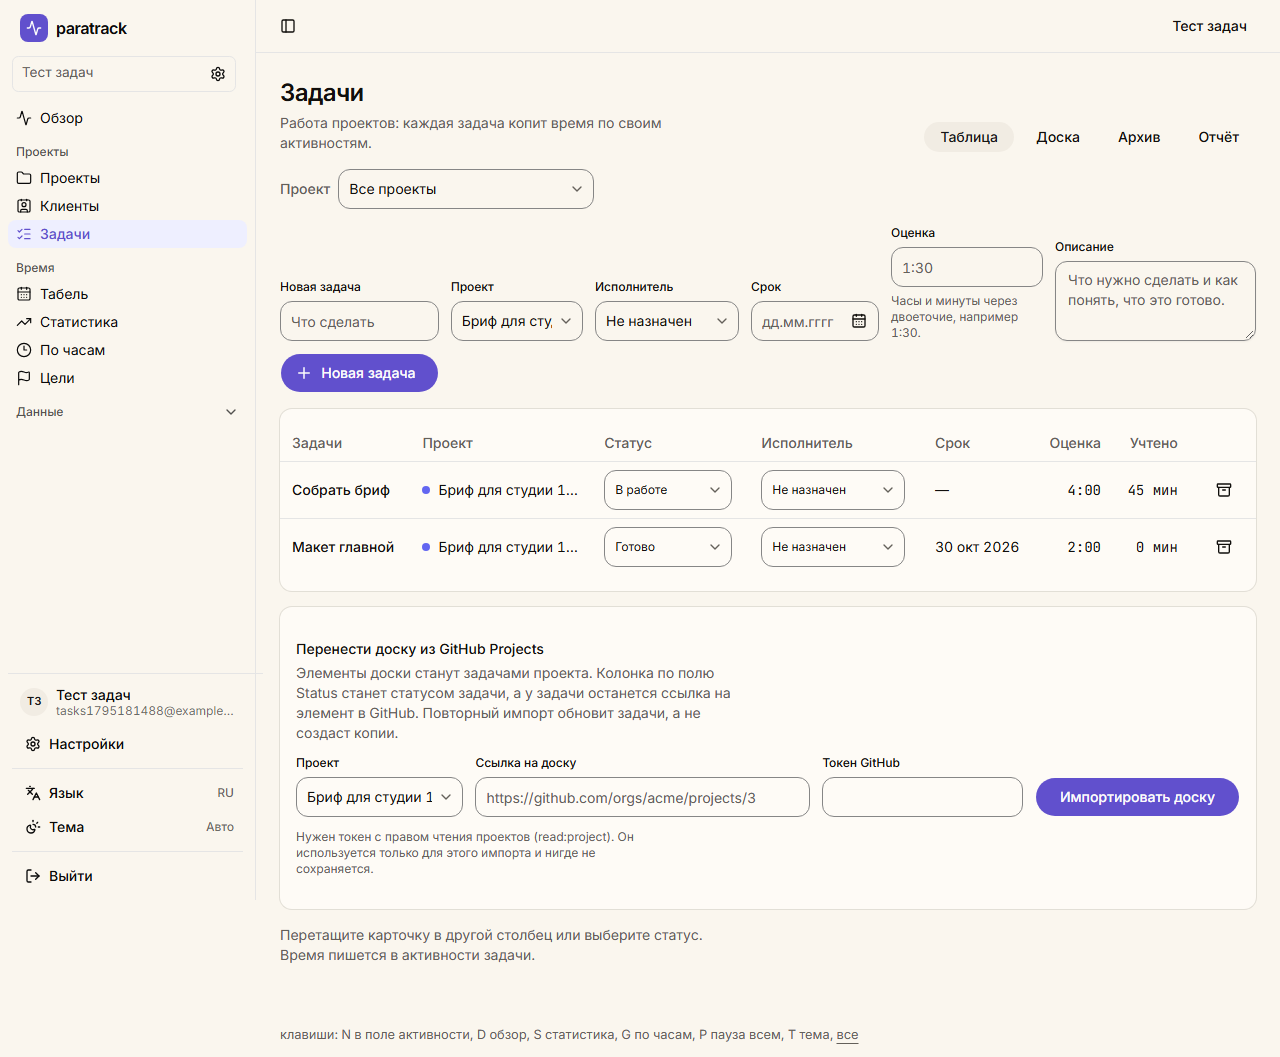 paratrack
Тест задач
Обзор
Проекты
Проекты
Клиенты
Задачи
Время
Табель
Статистика
По часам
Цели
Данные
Тест задач
tasks1795181488@example...
ТЗ
Настройки
Язык RU
Тема Авто
Выйти
Тест задач
Задачи
Работа проектов: каждая задача копит время по своим
активностям.
Таблица Доска Архив Отчёт
Проект Все проекты
Новая задача Проект Исполнитель Срок Оценка Описание
Что сделать Бриф для сту, Не назначен дд.мм.гггг 1:30 Что нужно сделать и как
понять, что это готово.
Часы и минуты через
двоеточие, например
1:30.
Новая задача
Задачи Проект Статус Исполнитель Срок Оценка Учтено
Собрать бриф Бриф для студии 1... В работе Не назначен — 4:00 45 мин
Макет главной Бриф для студии 1... Готово Не назначен 30 окт 2026 2:00 0 мин
Перенести доску из GitHub Projects
Элементы доски станут задачами проекта. Колонка по полю
Status станет статусом задачи, а у задачи останется ссылка на
элемент в GitHub. Повторный импорт обновит задачи, а не
создаст копии.
Проект Ссылка на доску Токен GitHub
Бриф для студии 1 https://github.com/orgs/acme/projects/3 Импортировать доску
Нужен токен с правом чтения проектов (read:project). Он
используется только для этого импорта и нигде не
сохраняется.
Перетащите карточку в другой столбец или выберите статус.
Время пишется в активности задачи.
клавиши: N в поле активности, D обзор, S статистика, G по часам, P пауза всем, T тема, все